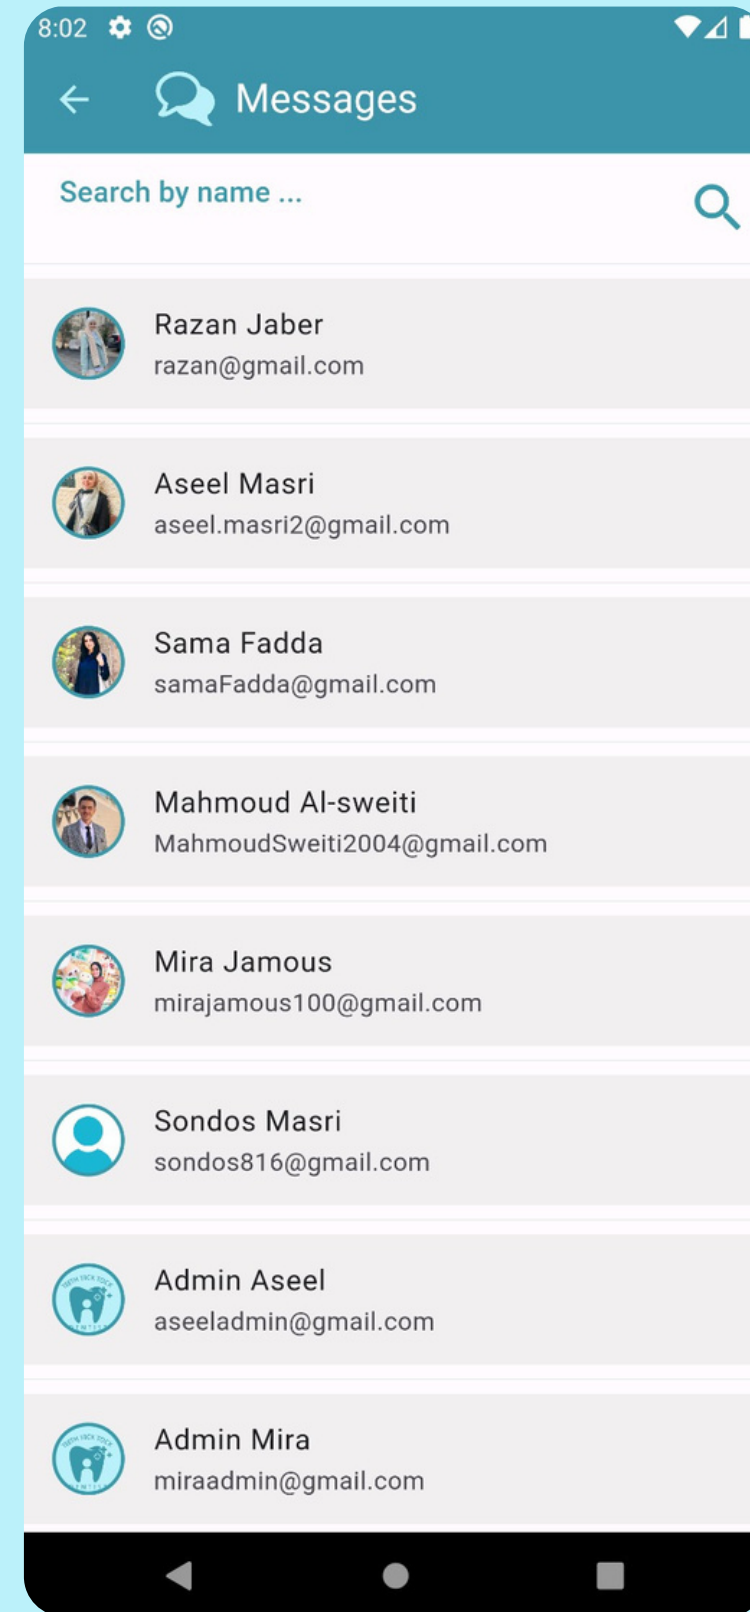 8:02
Messages
Search by name ...
Razan Jaber
razan@gmail.com
Aseel Masri
aseel.masri2@gmail.com
Sama Fadda
samaFadda@gmail.com
Mahmoud Al-sweiti
MahmoudSweiti2004@gmail.com
Mira Jamous
mirajamous100@gmail.com
Sondos Masri
sondos816@gmail.com
Admin Aseel
aseeladmin@gmail.com
Admin Mira
miraadmin@gmail.com